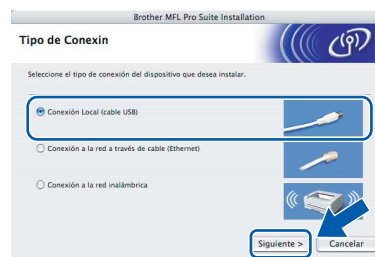 Brother MFL Pro Suite Installation
Tipo de Conexin
Seleccione el tipo de conexión del dispositivo que desea instalar.
Conexión Local (cable USB)
Conexión a la red a través de cable (Ethernet)
Conexión a la red inalámbrica
Siguiente >
Cancelar